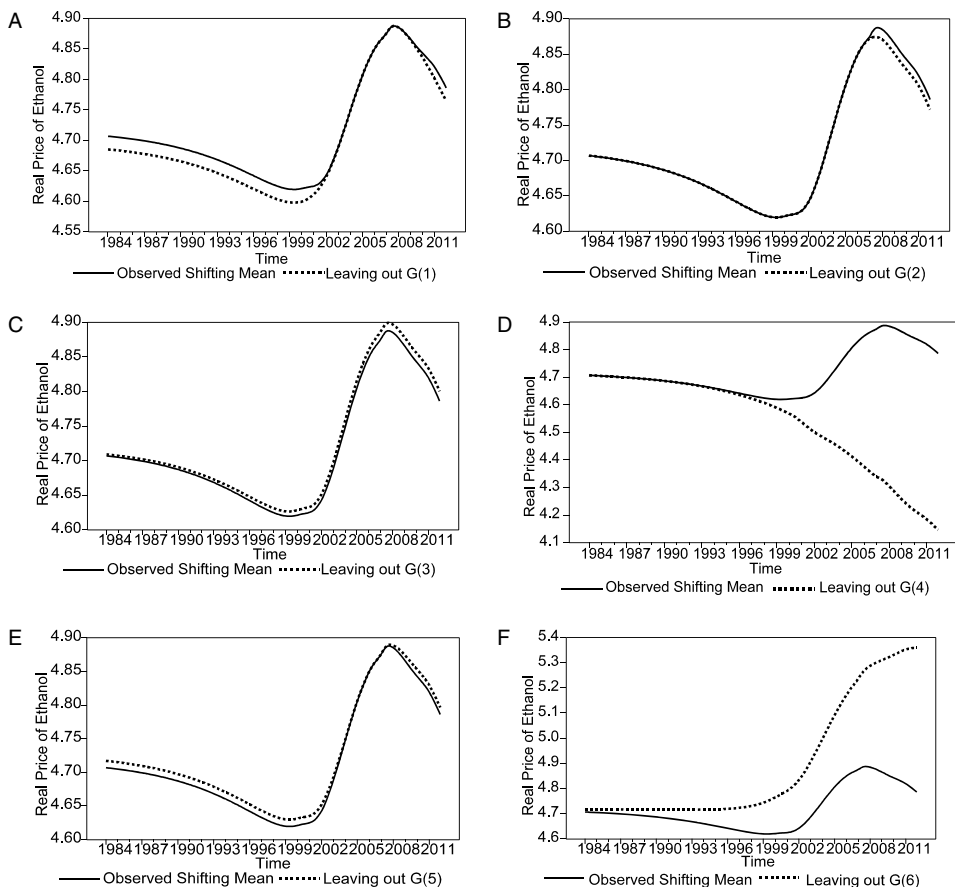 A
Real Price of Ethanol
4.90
4.85
4.80
4.75
4.70
4.65
4.60
4.55
1984 1987 1990 1993 1996 1999 2002 2005 2008 2011
Time
Observed Shifting Mean Leaving out G(1)
B
Real Price of Ethanol
4.90
4.85
4.80
4.75
4.70
4.65
4.60
1984 1987 1990 1993 1996 1999 2002 2005 2008 2011
Time
Observed Shifting Mean Leaving out G(2)
C
Real Price of Ethanol
4.90
4.85
4.80
4.70
4.65
4.60
1984 1987 1990 1993 1996 1999 2002 2005 2008 2011
Time
Observed Shifting Mean Leaving out G(3)
D
Real Price of Ethanol
4.9
4.8
4.7
4.6
4.5
4.4
4.3
4.2
4.1
1984 1987 1990 1993 1996 1999 2002 2005 2008 2011
Time
Observed Shifting Mean Leaving out G(4)
E
Real Price of Ethanol
4.90
4.80
4.70
4.65
4.60
1984 1987 1990 1993 1996 1999 2002 2005 2008 2011
Time
Observed Shifting Mean Leaving out G(5)
F
Real Price of Ethanol
5.4
5.3
5.2
5.1
5.0
4.9
4.8
4.7
4.6
1984 1987 1990 1993 1996 1999 2002 2005 2008 2011
Time
Observed Shifting Mean Leaving out G(6)